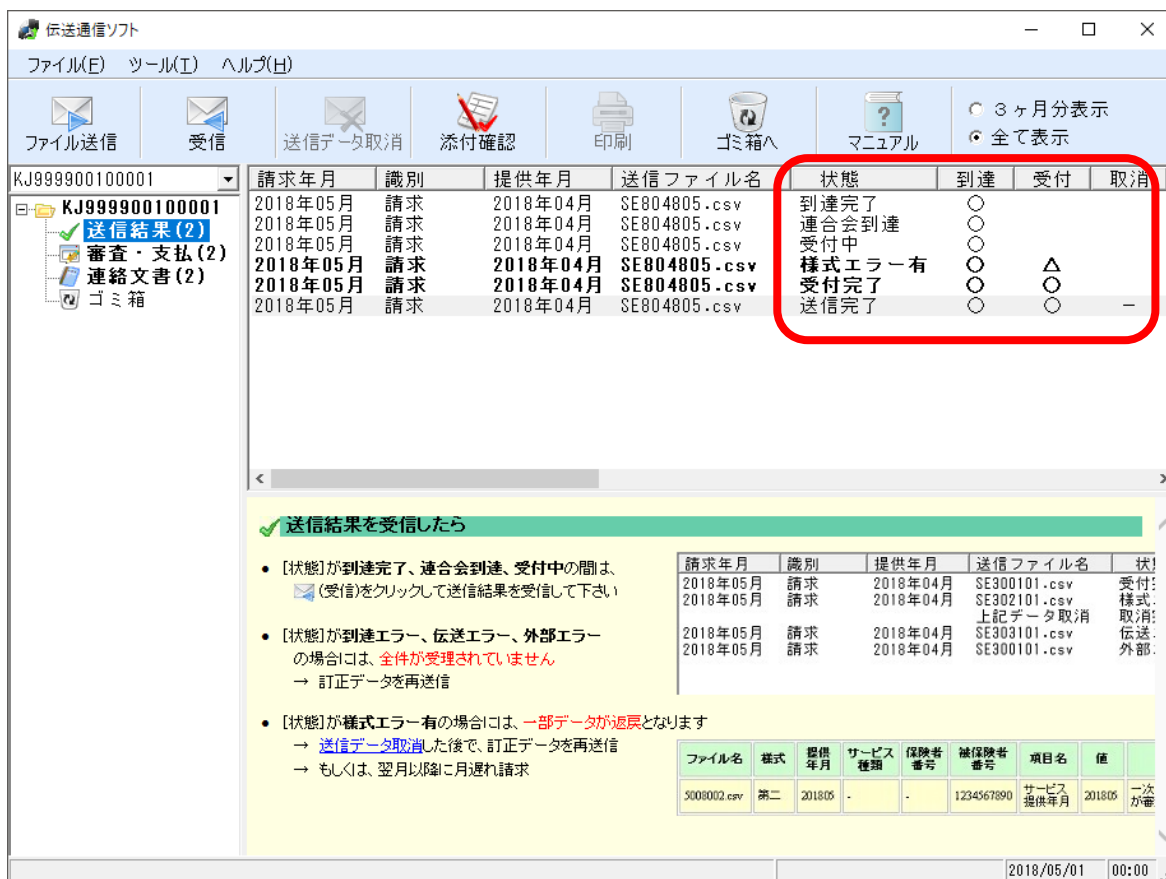 伝送通信ソフト
ファイル(F) ツール(T) ヘルプ(H)
ファイル送信 受信 送信データ取消 添付確認 印刷 ゴミ箱へ マニュアル
３ヶ月分表示
全て表示
KJ999900100001
KJ999900100001
送信結果(2)
審査・支払(2)
連絡文書(2)
ゴミ箱
請求年月 識別 提供年月 送信ファイル名 状態 到達 受付 取消
2018年05月 請求 2018年04月 SE804805.csv 到達完了 ○
2018年05月 請求 2018年04月 SE804805.csv 連合会到達 ○
2018年05月 請求 2018年04月 SE804805.csv 受付中 ○
2018年05月 請求 2018年04月 SE804805.csv 様式エラー有 ○ △
2018年05月 請求 2018年04月 SE804805.csv 受付完了 ○ ○
2018年05月 請求 2018年04月 SE804805.csv 送信完了 ○ ○ －
送信結果を受信したら
• [状態]が到達完了、連合会到達、受付中の間は、
(受信)をクリックして送信結果を受信して下さい
• [状態]が到達エラー、伝送エラー、外部エラー
の場合には、全件が受理されていません
→ 訂正データを再送信
• [状態]が様式エラー有の場合には、一部データが返戻となります
→ 送信データ取消した後で、訂正データを再送信
→ もしくは、翌月以降に月遅れ請求
請求年月 識別 提供年月 送信ファイル名 状
2018年05月 請求 2018年04月 SE300101.csv 受付
2018年05月 請求 2018年04月 SE302101.csv 様式
上記データ取消 取消
2018年05月 請求 2018年04月 SE303101.csv 伝送
2018年05月 請求 2018年04月 SE300101.csv 外部
ファイル名 様式 提供年月 サービス種類 保険者番号 被保険者番号 項目名 値
5008002.csv 第二 201805 - - 1234567890 サービス提供年月 201805 一次が審
2018/05/01 00:00